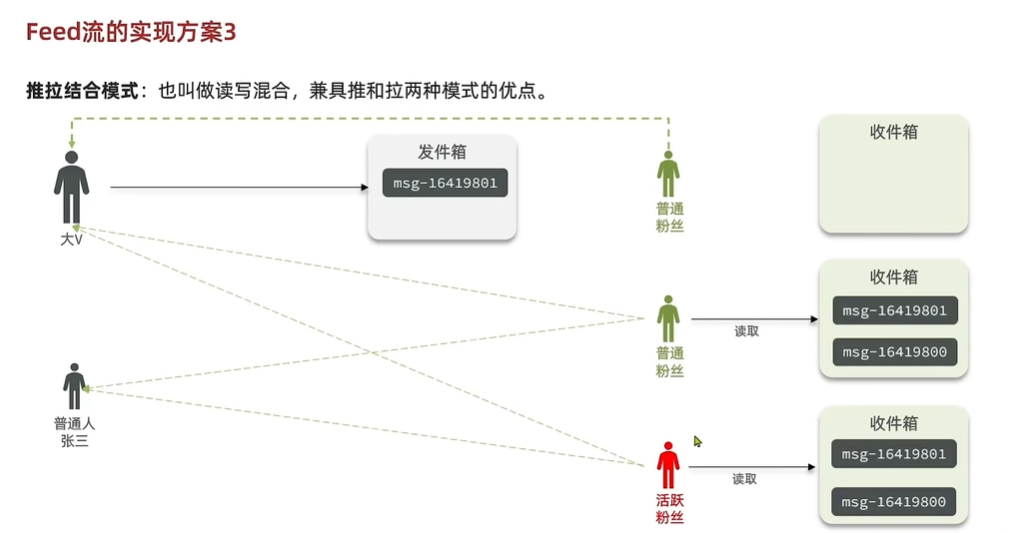 Feed流的实现方案3
推拉结合模式：也叫做读写混合，兼具推和拉两种模式的优点。
大V
发件箱
msg-16419801
普通
粉丝
收件箱
普通
粉丝
读取
收件箱
msg-16419801
msg-16419800
普通人
张三
活跃
粉丝
读取
收件箱
msg-16419801
msg-16419800